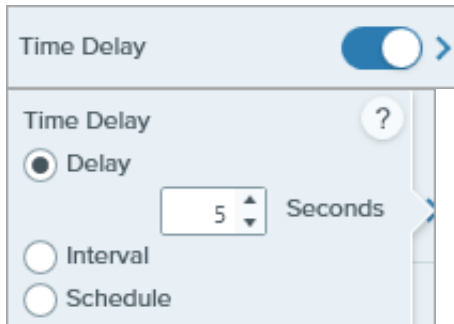 Time Delay
Time Delay ?
Delay
5 Seconds
Interval
Schedule